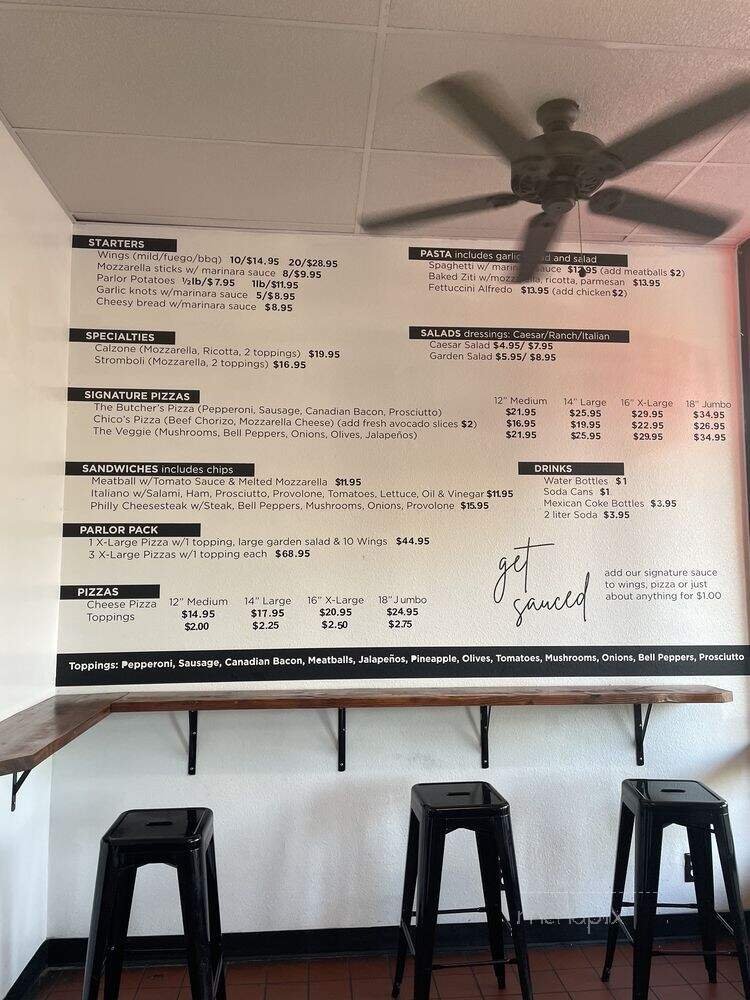 STARTERS
Wings (mild/fuego/bbq) 10/$14.95 20/$28.95
Mozzarella sticks w/ marinara sauce 8/$9.95
Parlor Potatoes ½lb/$7.95 1lb/$11.95
Garlic knots w/marinara sauce 5/$8.95
Cheesy bread w/marinara sauce $8.95
PASTA includes garlic and salad
Spaghetti w/ sauce (add meatballs $2)
Baked Ziti ricotta, parmesan $13.95
Fettuccini Alfredo $13.95 (add chicken $2)
SPECIALTIES
Calzone (Mozzarella, Ricotta, 2 toppings) $19.95
Stromboli (Mozzarella, 2 toppings) $16.95
SALADS dressings: Caesar/Ranch/Italian
Caesar Salad $4.95/ $7.95
Garden Salad $5.95/ $8.95
SIGNATURE PIZZAS
12" Medium 14" Large 16" X-Large 18" Jumbo
The Butcher's Pizza (Pepperoni, Sausage, Canadian Bacon, Prosciutto) $21.95 $25.95 $29.95 $34.95
Chico's Pizza (Beef Chorizo, Mozzarella Cheese) (add fresh avocado slices $2) $16.95 $19.95 $22.95 $26.95
The Veggie (Mushrooms, Bell Peppers, Onions, Olives, Jalapeños) $21.95 $25.95 $29.95 $34.95
SANDWICHES includes chips
Meatball w/Tomato Sauce & Melted Mozzarella $11.95
Italiano w/Salami, Ham, Prosciutto, Provolone, Tomatoes, Lettuce, Oil & Vinegar $11.95
Philly Cheesesteak w/Steak, Bell Peppers, Mushrooms, Onions, Provolone $15.95
DRINKS
Water Bottles $1
Soda Cans $1
Mexican Coke Bottles $3.95
2 liter Soda $3.95
PARLOR PACK
1 X-Large Pizza w/1 topping, large garden salad & 10 Wings $44.95
3 X-Large Pizzas w/1 topping each $68.95
PIZZAS
12" Medium 14" Large 16" X-Large 18" Jumbo
Cheese Pizza $14.95 $17.95 $20.95 $24.95
Toppings $2.00 $2.25 $2.50 $2.75
get
sauced
add our signature sauce
to wings, pizza or just
about anything for $1.00
Toppings: Pepperoni, Sausage, Canadian Bacon, Meatballs, Jalapeños, Pineapple, Olives, Tomatoes, Mushrooms, Onions, Bell Peppers, Prosciutto
menupix